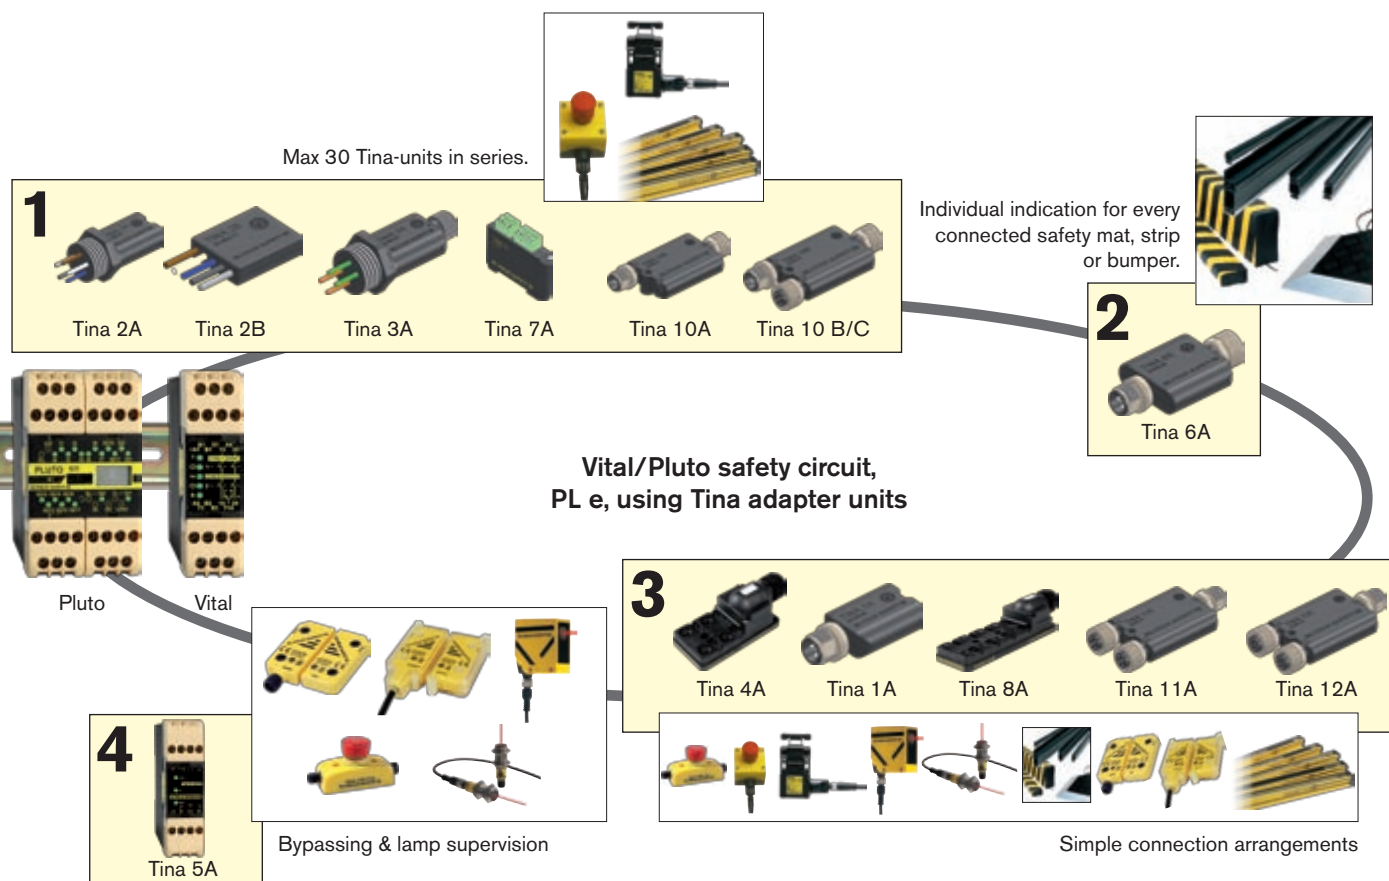 Max 30 Tina-units in series.
1
Tina 2A
Tina 2B
Tina 3A
Tina 7A
Tina 10A
Tina 10 B/C
Individual indication for every
connected safety mat, strip
or bumper.
2
Tina 6A
PLUTO
Pluto
Vital
Vital/Pluto safety circuit,
PL e, using Tina adapter units
3
Tina 4A
Tina 1A
Tina 8A
Tina 11A
Tina 12A
Simple connection arrangements
4
Tina 5A
Bypassing & lamp supervision